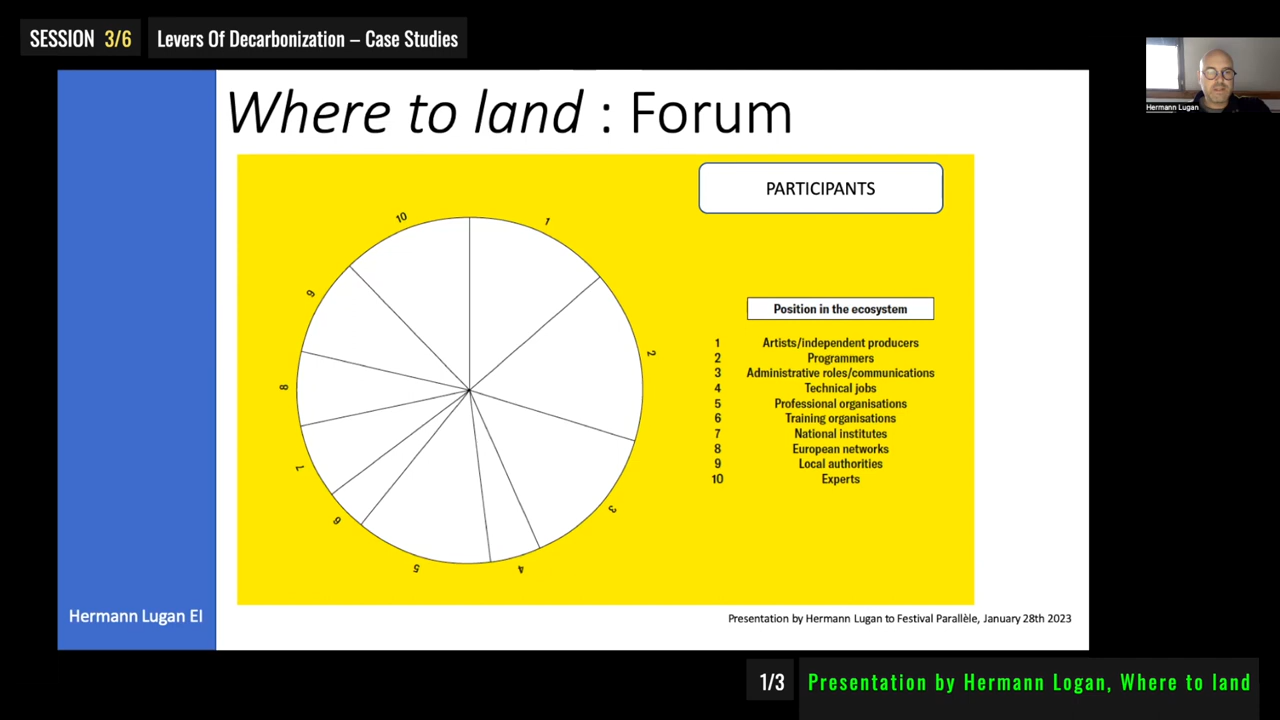 SESSION 3/6
Levers Of Decarbonization – Case Studies
Hermann Lugan
Where to land : Forum
PARTICIPANTS
10
1
9
2
8
7
3
6
5
4
Position in the ecosystem
1 Artists/independent producers
2 Programmers
3 Administrative roles/communications
4 Technical jobs
5 Professional organisations
6 Training organisations
7 National institutes
8 European networks
9 Local authorities
10 Experts
Hermann Lugan EI
Presentation by Hermann Lugan to Festival Parallèle, January 28th 2023
1/3
Presentation by Hermann Logan, Where to land